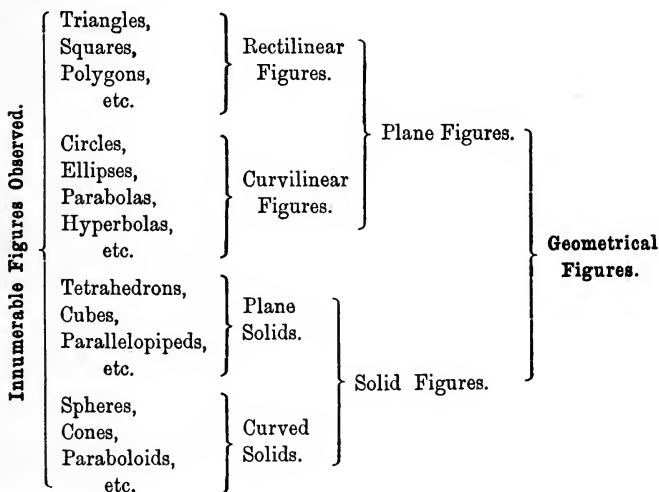 Innumerable Figures Observed.
Triangles,
Squares,
Polygons,
etc.
Rectilinear
Figures.
Circles,
Ellipses,
Parabolas,
Hyperbolas,
etc.
Curvilinear
Figures.
Plane Figures.
Tetrahedrons,
Cubes,
Parallelopipeds,
etc.
Plane
Solids.
Spheres,
Cones,
Paraboloids,
etc.
Curved
Solids.
Solid Figures.
Geometrical
Figures.